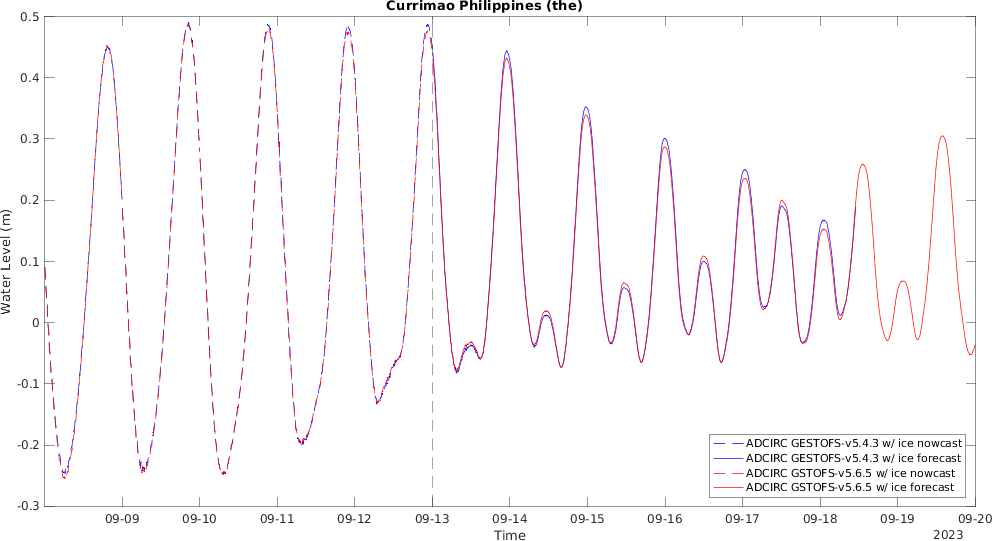 Currimao Philippines (the)
0.5
0.4
0.3
0.2
0.1
0
-0.1
-0.2
-0.3
Water Level (m)
ADCIRC GESTOFS-v5.4.3 w/ ice nowcast
ADCIRC GESTOFS-v5.4.3 w/ ice forecast
ADCIRC GSTOFS-v5.6.5 w/ ice nowcast
ADCIRC GSTOFS-v5.6.5 w/ ice forecast
09-09 09-10 09-11 09-12 09-13 09-14 09-15 09-16 09-17 09-18 09-19 09-20
Time
2023